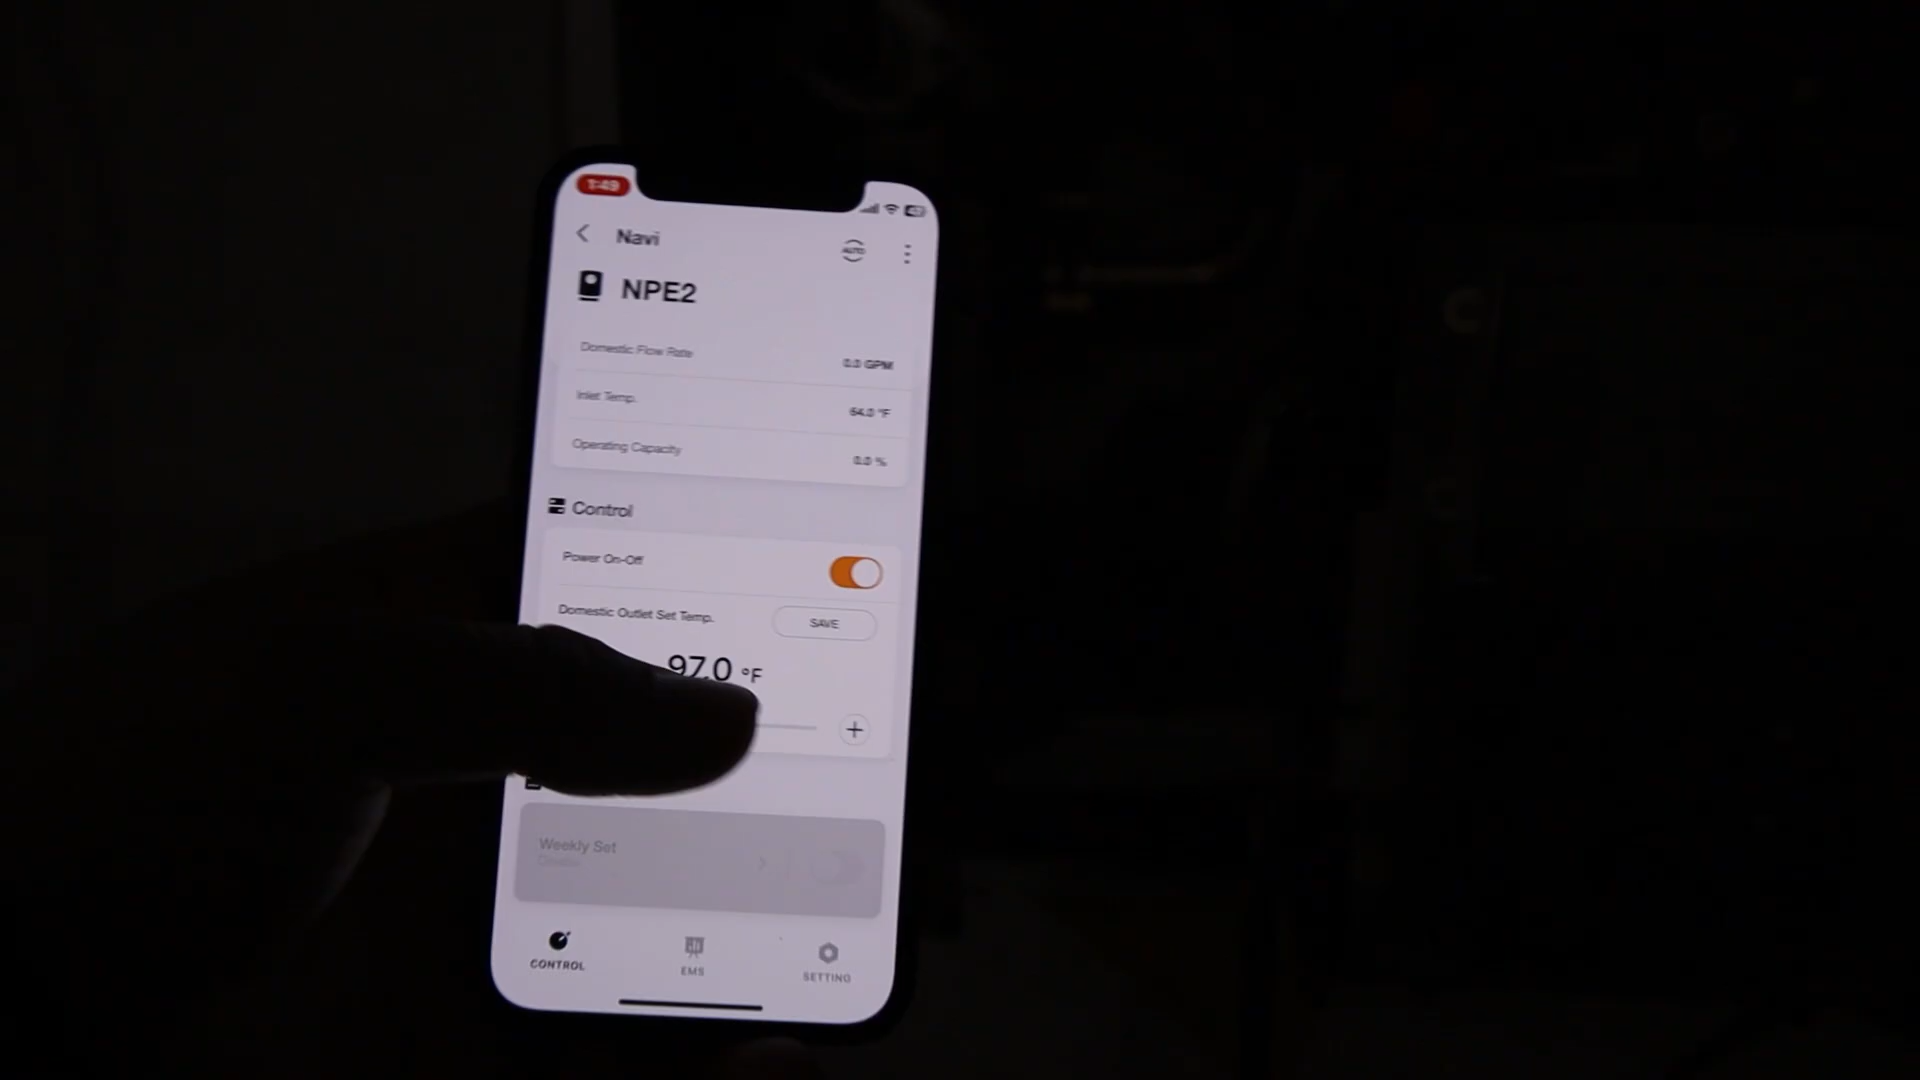 1:49
Navi
AUTO
NPE2
Domestic Flow Rate
0.0 GPM
Inlet Temp.
64.0 °F
Operating Capacity
0.0 %
Control
Power On-Off
Domestic Outlet Set Temp.
SAVE
97.0 °F
Weekly Set
CONTROL
EMS
SETTING